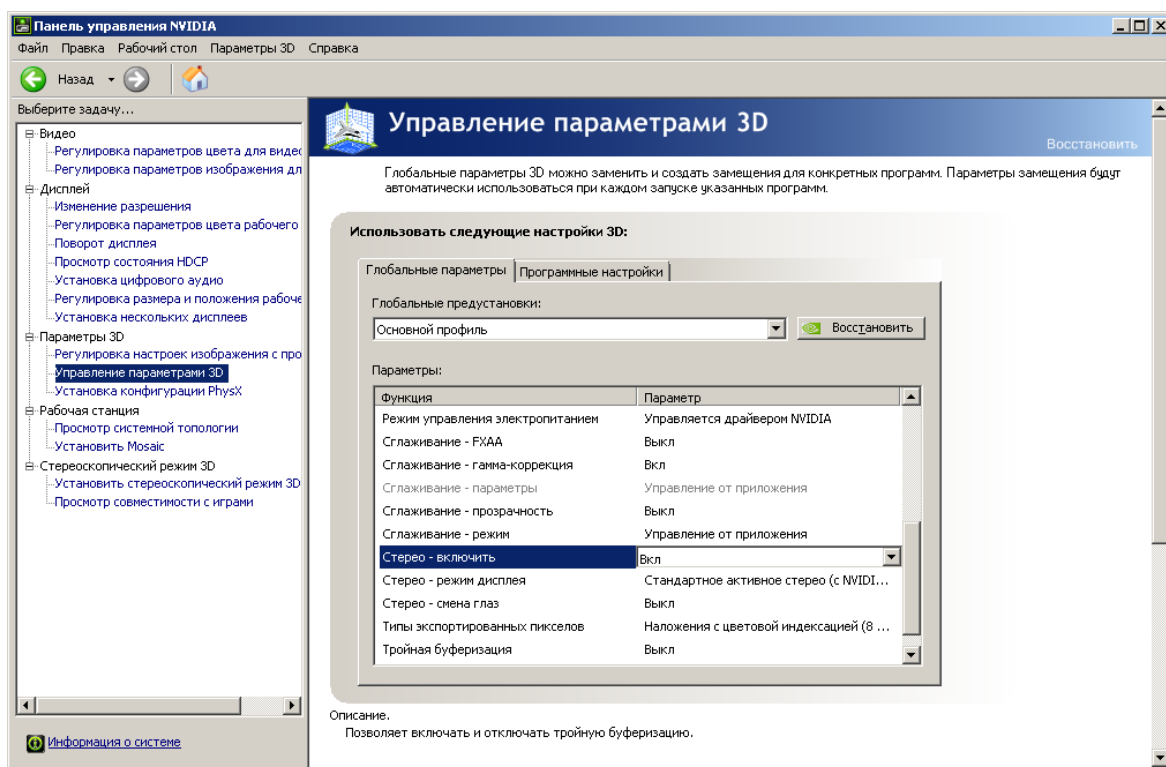 Панель управления NVIDIA
Файл Правка Рабочий стол Параметры 3D Справка
Назад
Выберите задачу...
Видео
Регулировка параметров цвета для видео
Регулировка параметров изображения дл
Дисплей
Изменение разрешения
Регулировка параметров цвета рабочего
Поворот дисплея
Просмотр состояния HDCP
Установка цифрового аудио
Регулировка размера и положения рабоче
Установка нескольких дисплеев
Параметры 3D
Регулировка настроек изображения с про
Управление параметрами 3D
Установка конфигурации PhysX
Рабочая станция
Просмотр системной топологии
Установить Mosaic
Стереоскопический режим 3D
Установить стереоскопический режим 3D
Просмотр совместимости с играми
Информация о системе
Управление параметрами 3D
Восстановить
Глобальные параметры 3D можно заменить и создать замещения для конкретных программ. Параметры замещения будут
автоматически использоваться при каждом запуске указанных программ.
Использовать следующие настройки 3D:
Глобальные параметры Программные настройки
Глобальные предустановки:
Основной профиль Восстановить
Параметры:
Функция Параметр
Режим управления электропитанием Управляется драйвером NVIDIA
Сглаживание - FXAA Выкл
Сглаживание - гамма-коррекция Вкл
Сглаживание - параметры Управление от приложения
Сглаживание - прозрачность Выкл
Сглаживание - режим Управление от приложения
Стерео - включить Вкл
Стерео - режим дисплея Стандартное активное стерео (с NVIDI...
Стерео - смена глаз Выкл
Типы экспортированных пикселов Наложения с цветовой индексацией (8 ...
Тройная буферизация Выкл
Описание.
Позволяет включать и отключать тройную буферизацию.